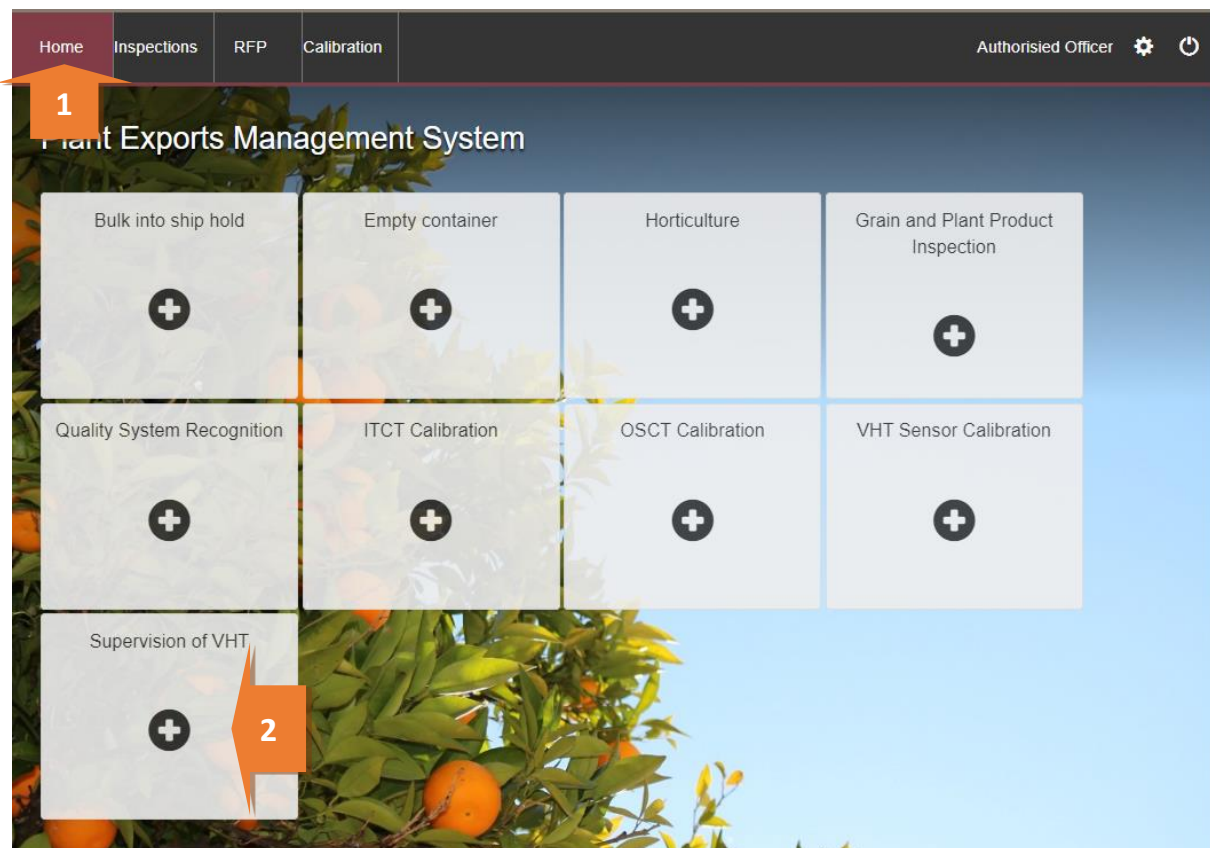 Home Inspections RFP Calibration Authorisied Officer
1
Plant Exports Management System
Bulk into ship hold
Empty container
Horticulture
Grain and Plant Product
Inspection
Quality System Recognition
ITCT Calibration
OSCT Calibration
VHT Sensor Calibration
Supervision of VHT
2